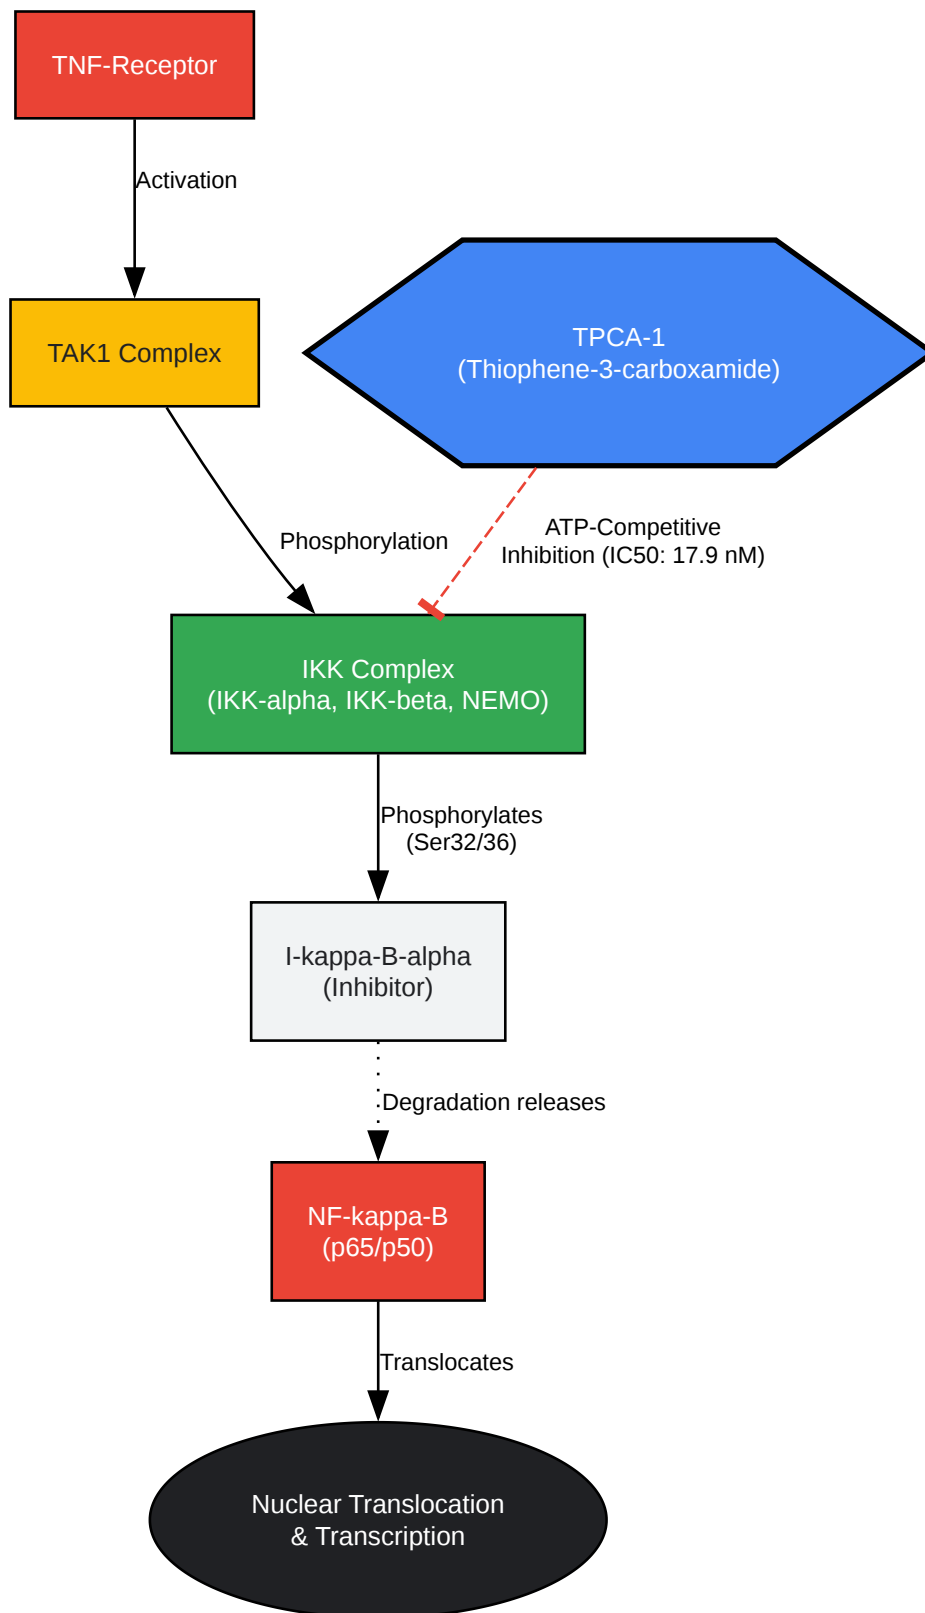 TNF-Receptor
Activation
TAK1 Complex
TPCA-1
(Thiophene-3-carboxamide)
Phosphorylation
ATP-Competitive
Inhibition (IC50: 17.9 nM)
IKK Complex
(IKK-alpha, IKK-beta, NEMO)
Phosphorylates
(Ser32/36)
I-kappa-B-alpha
(Inhibitor)
Degradation releases
NF-kappa-B
(p65/p50)
Translocates
Nuclear Translocation
& Transcription